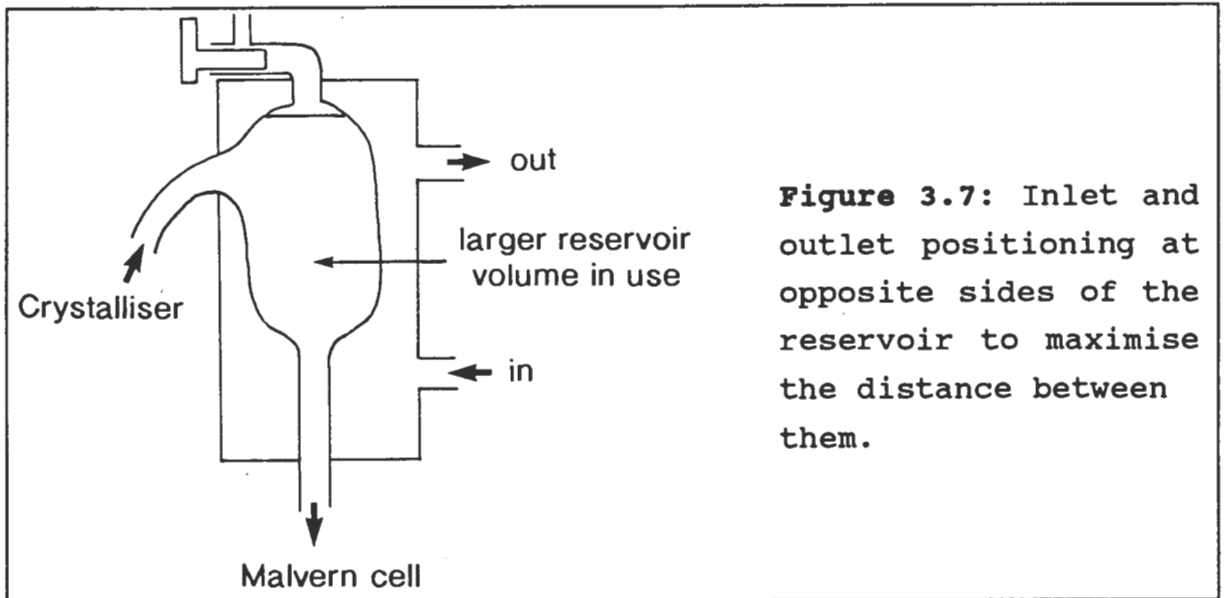 out
larger reservoir
volume in use
Crystalliser
in
Malvern cell
Figure 3.7: Inlet and
outlet positioning at
opposite sides of the
reservoir to maximise
the distance between
them.